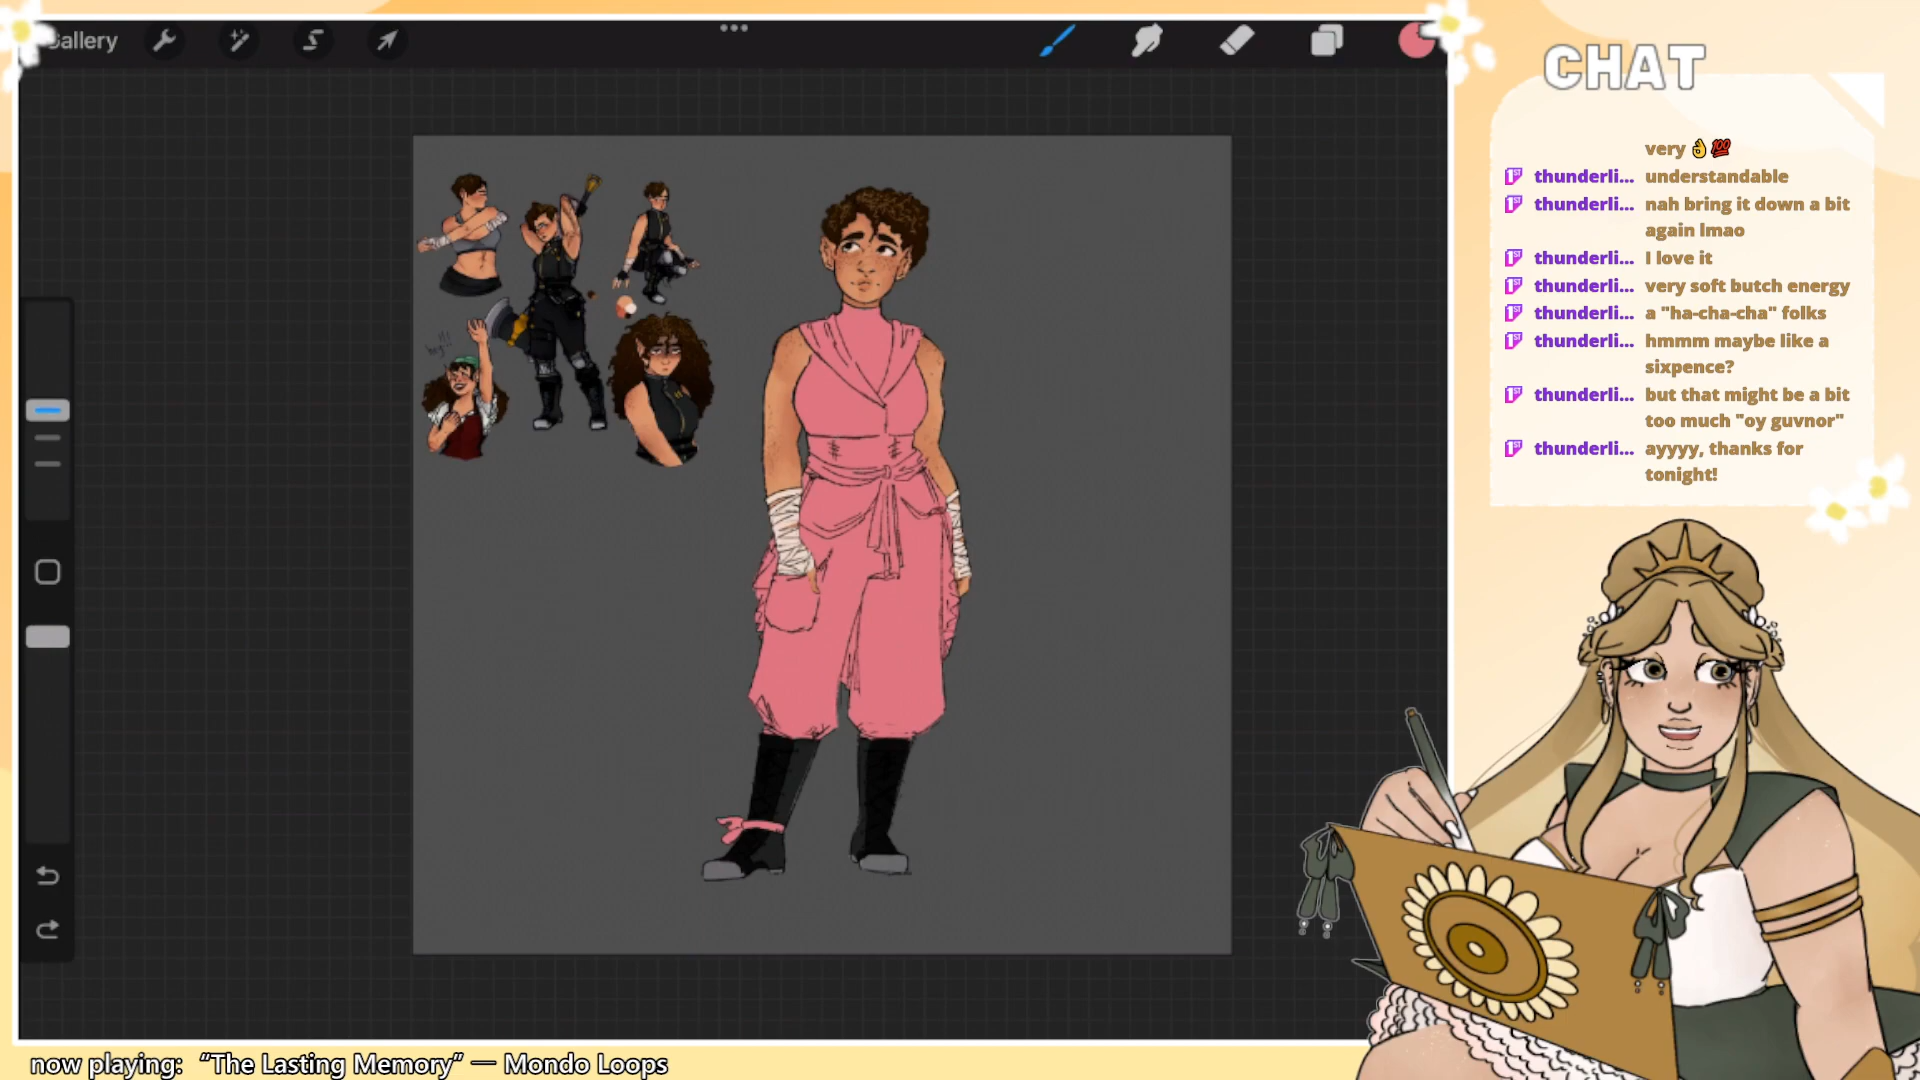 Gallery
CHAT
very 👌💯
thunderli... understandable
thunderli... nah bring it down a bit
again lmao
thunderli... I love it
thunderli... very soft butch energy
thunderli... a "ha-cha-cha" folks
thunderli... hmmm maybe like a
sixpence?
thunderli... but that might be a bit
too much "oy guvnor"
thunderli... ayyyy, thanks for
tonight!
now playing: “The Lasting Memory” — Mondo Loops